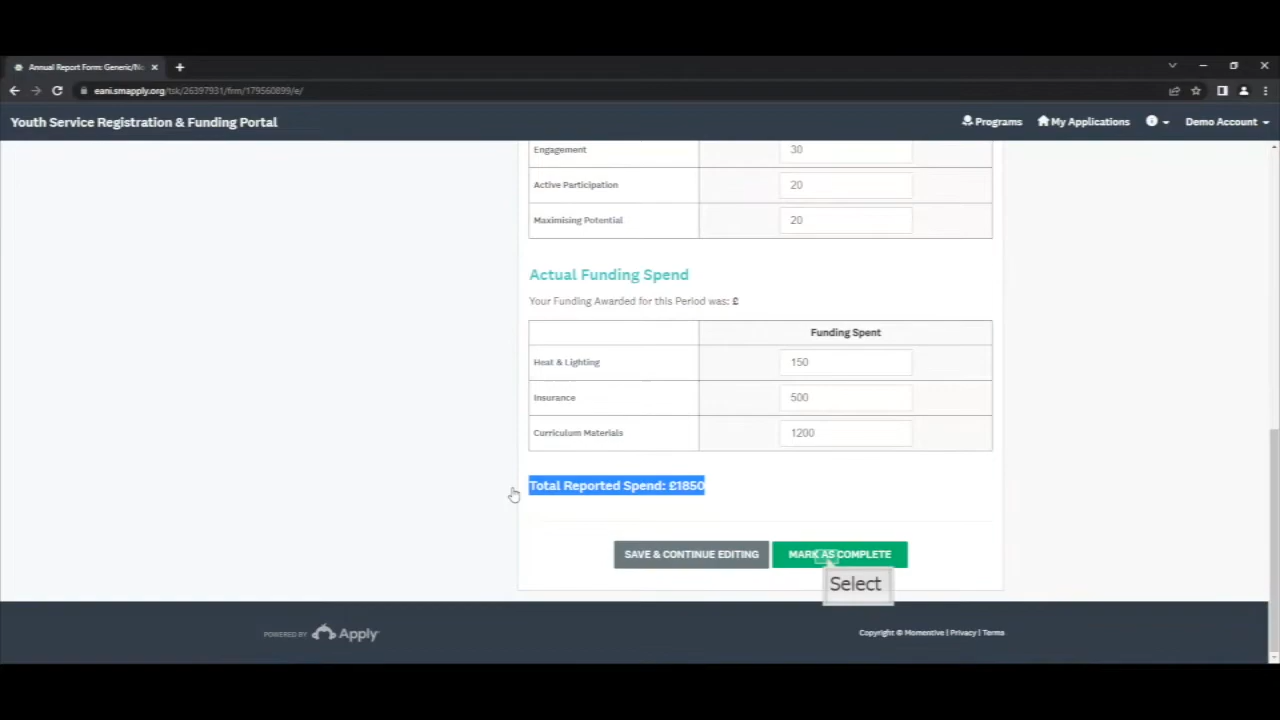 Annual Report Form: Generic/No
eani.smapply.org/tsk/26397931/frm/179560899/e/
Youth Service Registration & Funding Portal
Programs
My Applications
Demo Account
Engagement 30
Active Participation 20
Maximising Potential 20
Actual Funding Spend
Your Funding Awarded for this Period was: £
Funding Spent
Heat & Lighting 150
Insurance 500
Curriculum Materials 1200
Total Reported Spend: £1850
SAVE & CONTINUE EDITING
MARK AS COMPLETE
Select
POWERED BY Apply
Copyright © Momentive | Privacy | Terms